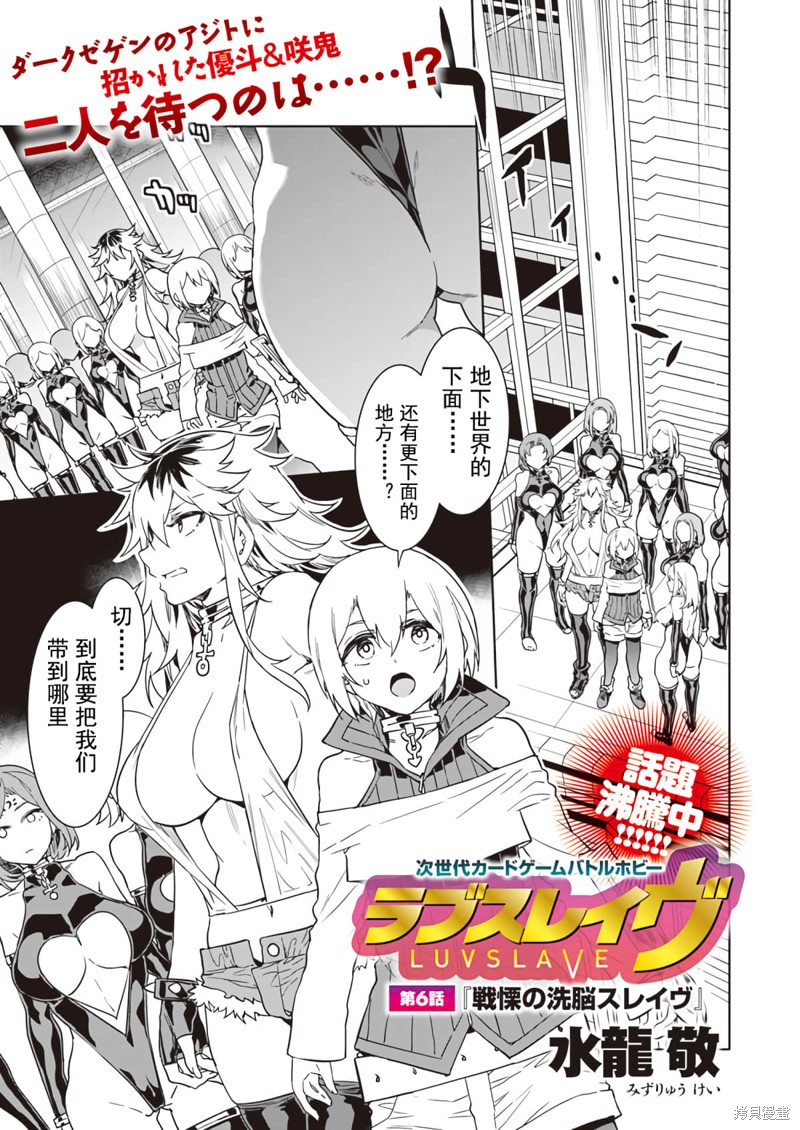 ダークゼゲンのアジトに
招かれた優斗&咲鬼
二人を待つのは……!?
ガッ
地下世界的
下面……
还有更下面的
地方……?
切……
到底要把我们
带到哪里
話題
沸騰中
!!!!!!
次世代カードゲームバトルホビー
ラブスレイヴ
LUVSLAVE
第6話『戦慄の洗脳スレイヴ』
水龍 敬
みずりゅう けい
拷貝漫畫